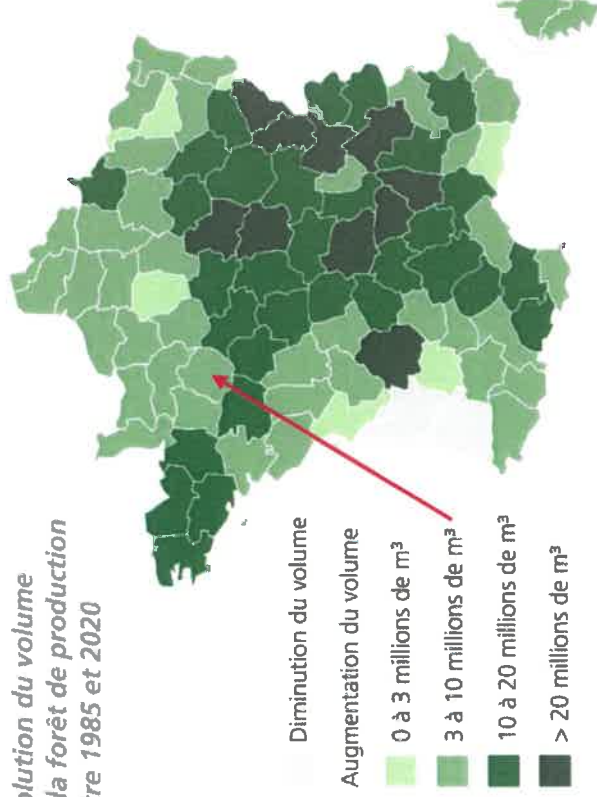 lution du volume
la forêt de production
re 1985 et 2020
Diminution du volume
Augmentation du volume
0 à 3 millions de m³
3 à 10 millions de m³
10 à 20 millions de m³
> 20 millions de m³